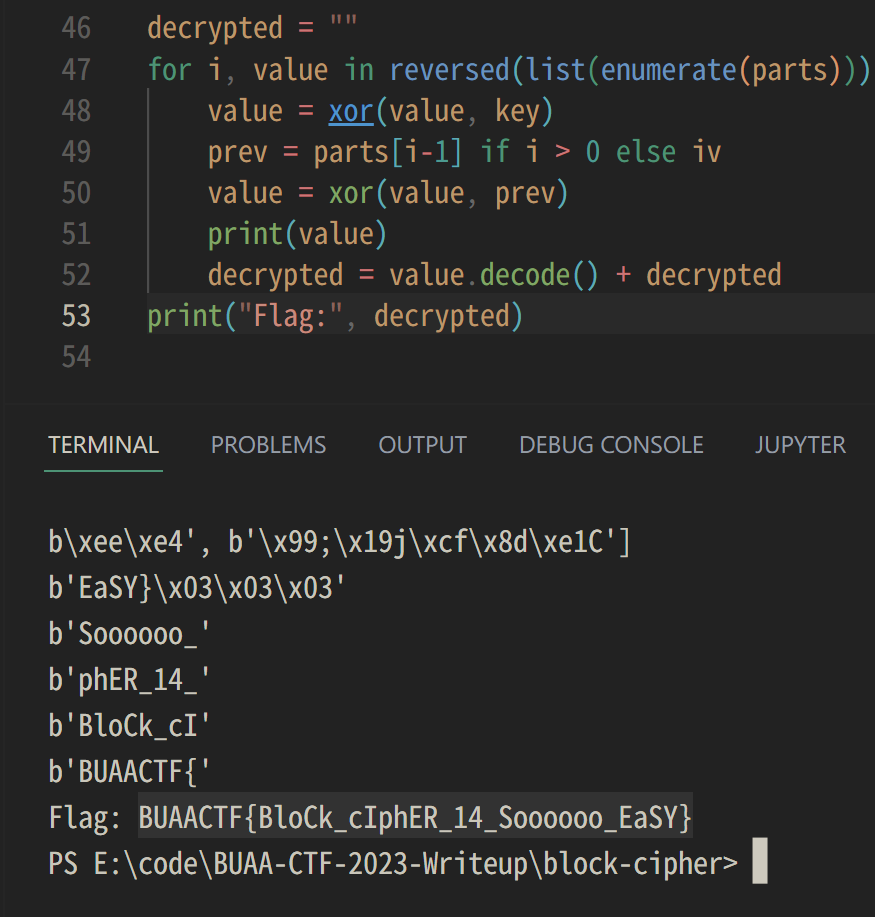 46 decrypted = ""
47 for i, value in reversed(list(enumerate(parts)))
48 value = xor(value, key)
49 prev = parts[i-1] if i > 0 else iv
50 value = xor(value, prev)
51 print(value)
52 decrypted = value.decode() + decrypted
53 print("Flag:", decrypted)
54
TERMINAL PROBLEMS OUTPUT DEBUG CONSOLE JUPYTER
b\xee\xe4', b'\x99;\x19j\xcf\x8d\xe1C']
b'EaSY}\x03\x03\x03'
b'Soooooo_'
b'phER_14_'
b'BloCk_cI'
b'BUAACTF{'
Flag: BUAACTF{BloCk_cIphER_14_Soooooo_EaSY}
PS E:\code\BUAA-CTF-2023-Writeup\block-cipher>